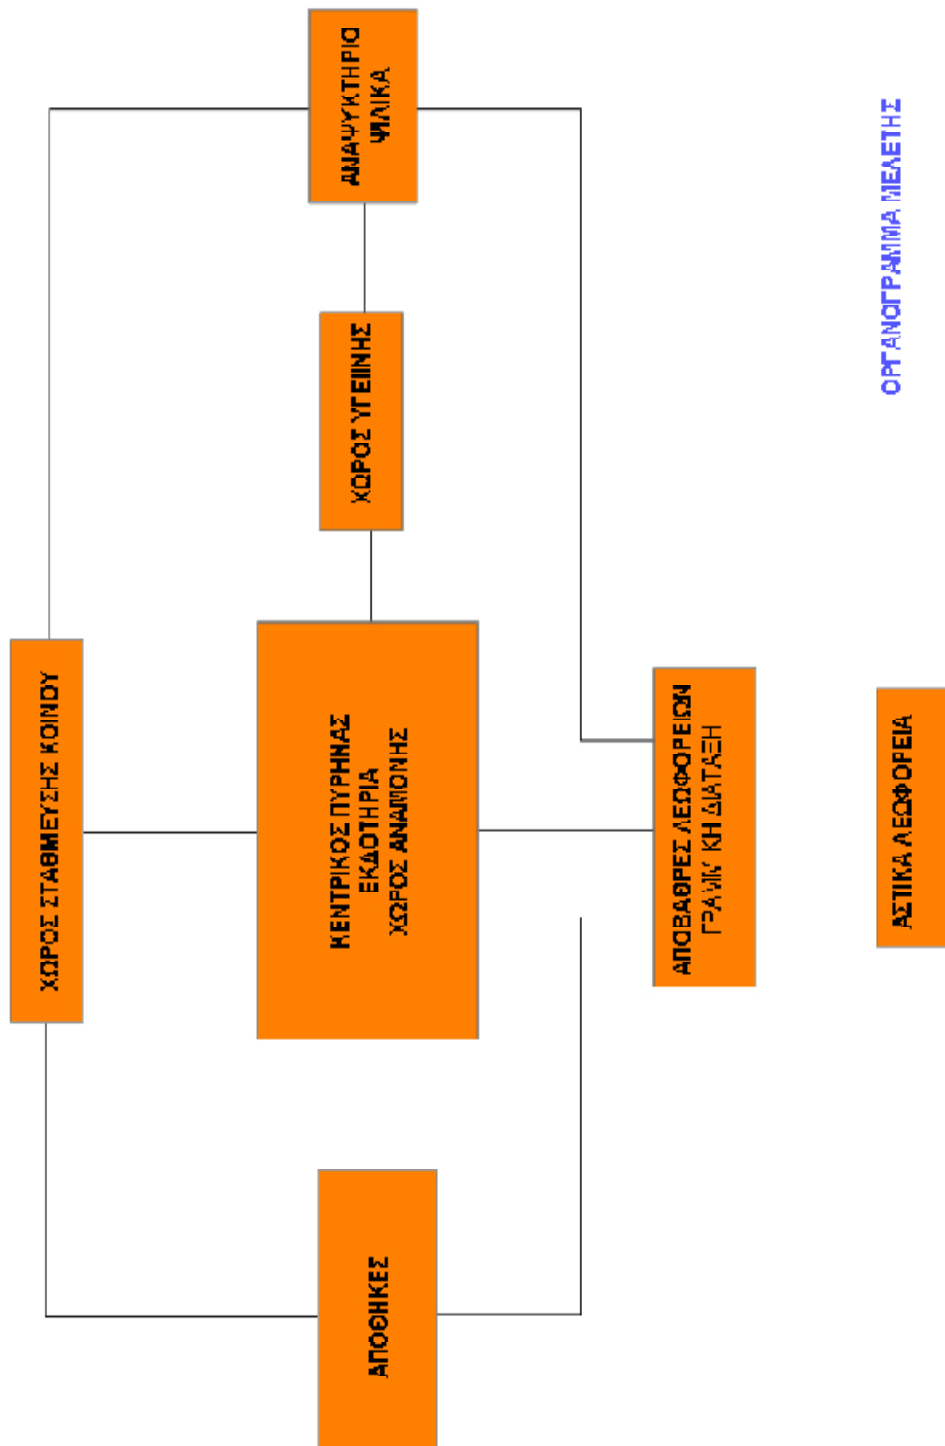 ΧΩΡΟΣ ΣΤΑΘΜΕΥΣΗΣ ΚΟΙΝΟΥ
ΑΠΟΘΗΚΕΣ
ΚΕΝΤΡΙΚΟΣ ΠΥΡΗΝΑΣ
ΕΚΔΟΤΗΡΙΑ
ΧΩΡΟΣ ΑΝΑΜΟΝΗΣ
ΧΩΡΟΣ ΥΓΕΙΙΝΗΣ
ΑΝΑΨΥΚΤΗΡΙΟ
ΨΙΛΙΚΑ
ΑΠΟΒΑΘΡΕΣ ΛΕΩΦΟΡΕΙΩΝ
ΓΡΑΜΜΙΚΗ ΔΙΑΤΑΞΗ
ΑΣΤΙΚΑ ΛΕΩΦΟΡΕΙΑ
ΟΡΓΑΝΟΓΡΑΜΜΑ ΜΕΛΕΤΗΣ